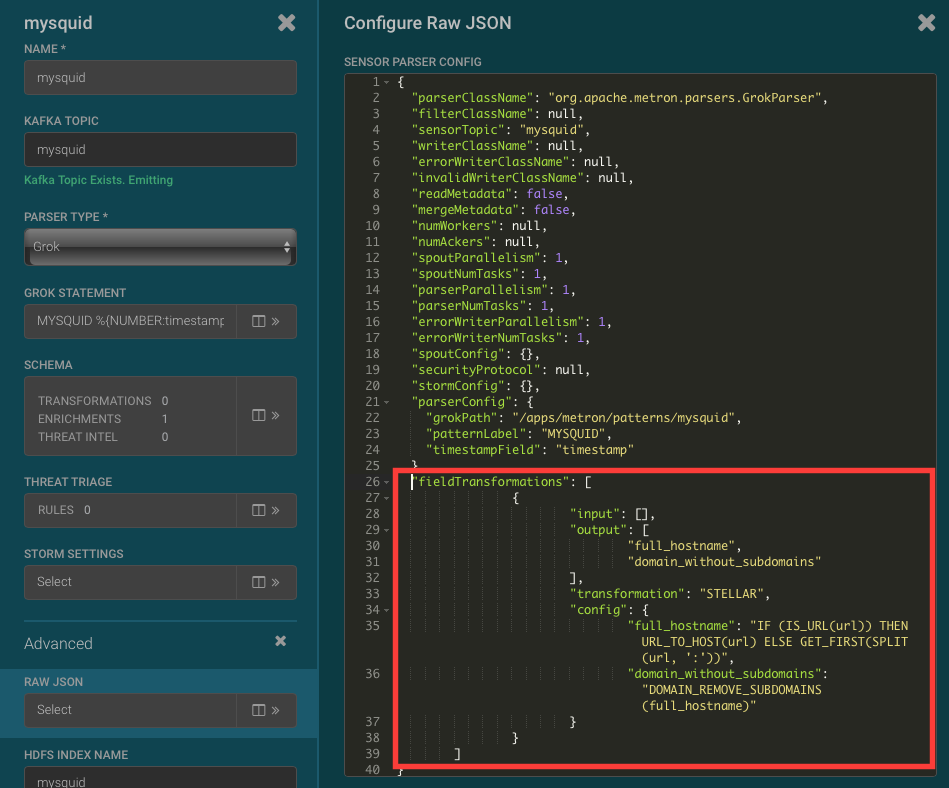 mysquid
NAME *
mysquid
KAFKA TOPIC
mysquid
Kafka Topic Exists. Emitting
PARSER TYPE *
Grok
GROK STATEMENT
MYSQUID %{NUMBER:timestamp
SCHEMA
TRANSFORMATIONS 0
ENRICHMENTS 1
THREAT INTEL 0
THREAT TRIAGE
RULES 0
STORM SETTINGS
Select
Advanced
RAW JSON
Select
HDFS INDEX NAME
mysquid
Configure Raw JSON
SENSOR PARSER CONFIG
1 {
2 "parserClassName": "org.apache.metron.parsers.GrokParser",
3 "filterClassName": null,
4 "sensorTopic": "mysquid",
5 "writerClassName": null,
6 "errorWriterClassName": null,
7 "invalidWriterClassName": null,
8 "readMetadata": false,
9 "mergeMetadata": false,
10 "numWorkers": null,
11 "numAckers": null,
12 "spoutParallelism": 1,
13 "spoutNumTasks": 1,
14 "parserParallelism": 1,
15 "parserNumTasks": 1,
16 "errorWriterParallelism": 1,
17 "errorWriterNumTasks": 1,
18 "spoutConfig": {},
19 "securityProtocol": null,
20 "stormConfig": {},
21 "parserConfig": {
22 "grokPath": "/apps/metron/patterns/mysquid",
23 "patternLabel": "MYSQUID",
24 "timestampField": "timestamp"
25 }
26 "fieldTransformations": [
27 {
28 "input": [],
29 "output": [
30 "full_hostname",
31 "domain_without_subdomains"
32 ],
33 "transformation": "STELLAR",
34 "config": {
35 "full_hostname": "IF (IS_URL(url)) THEN
URL_TO_HOST(url) ELSE GET_FIRST(SPLIT
(url, ':'))",
36 "domain_without_subdomains":
"DOMAIN_REMOVE_SUBDOMAINS
(full_hostname)"
37 }
38 }
39 ]
40 }